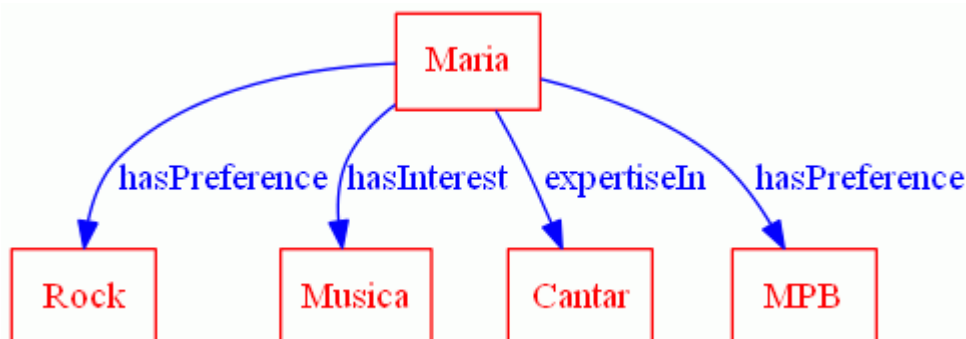 Maria
hasPreference hasInterest expertiseIn hasPreference
Rock Musica Cantar MPB